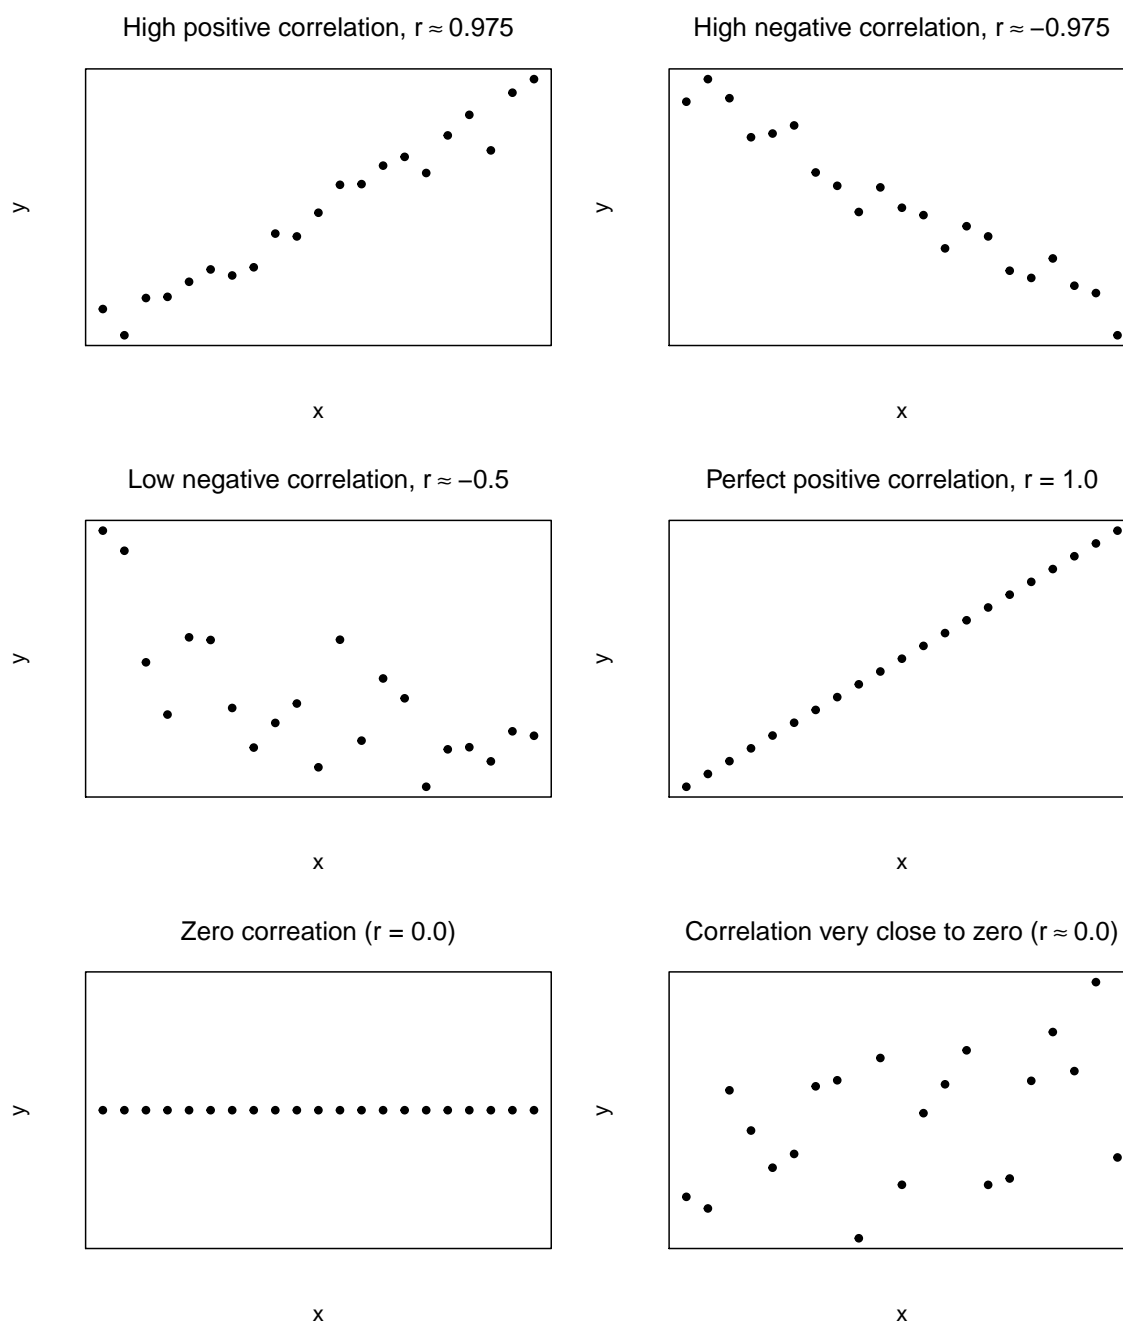 High positive correlation, r ≈ 0.975
y
x
High negative correlation, r ≈ −0.975
y
x
Low negative correlation, r ≈ −0.5
y
x
Perfect positive correlation, r = 1.0
y
x
Zero correation (r = 0.0)
y
x
Correlation very close to zero (r ≈ 0.0)
y
x